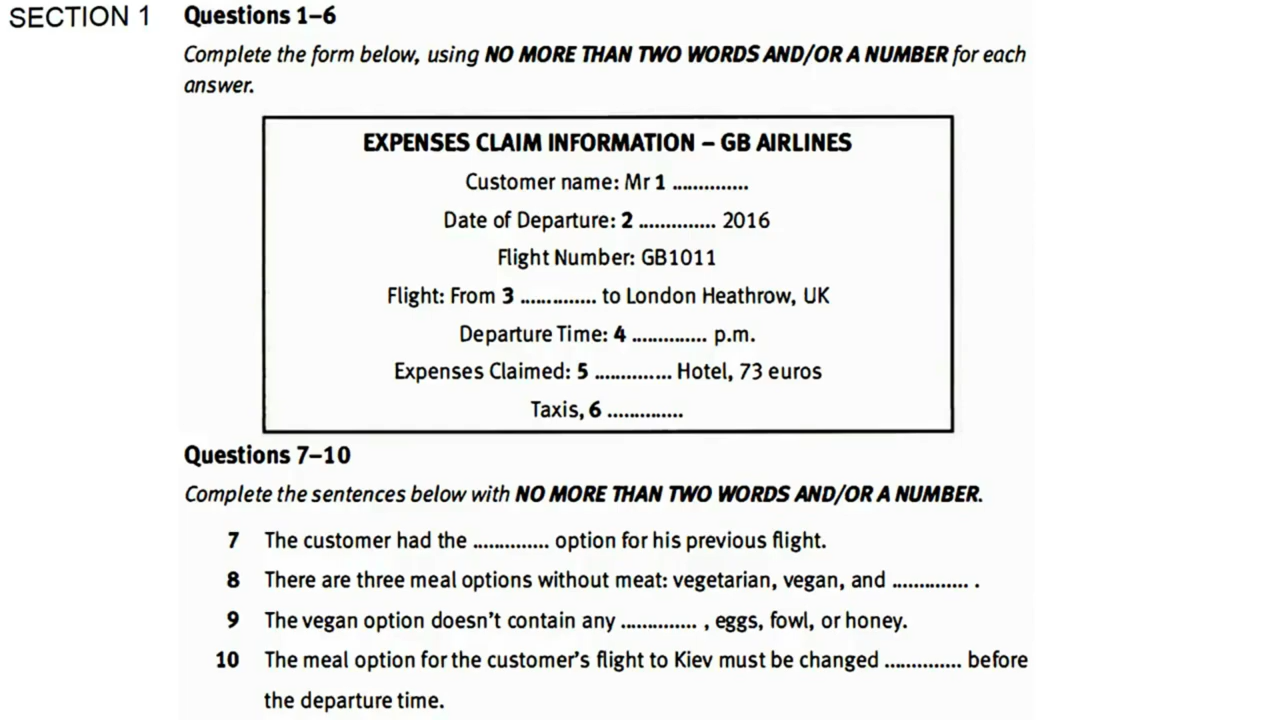 SECTION 1
Questions 1–6
Complete the form below, using NO MORE THAN TWO WORDS AND/OR A NUMBER for each
answer.
EXPENSES CLAIM INFORMATION – GB AIRLINES
Customer name: Mr 1 ..............
Date of Departure: 2 .............. 2016
Flight Number: GB1011
Flight: From 3 .............. to London Heathrow, UK
Departure Time: 4 .............. p.m.
Expenses Claimed: 5 .............. Hotel, 73 euros
Taxis, 6 ..............
Questions 7–10
Complete the sentences below with NO MORE THAN TWO WORDS AND/OR A NUMBER.
7 The customer had the .............. option for his previous flight.
8 There are three meal options without meat: vegetarian, vegan, and .............. .
9 The vegan option doesn't contain any .............. , eggs, fowl, or honey.
10 The meal option for the customer's flight to Kiev must be changed .............. before
the departure time.